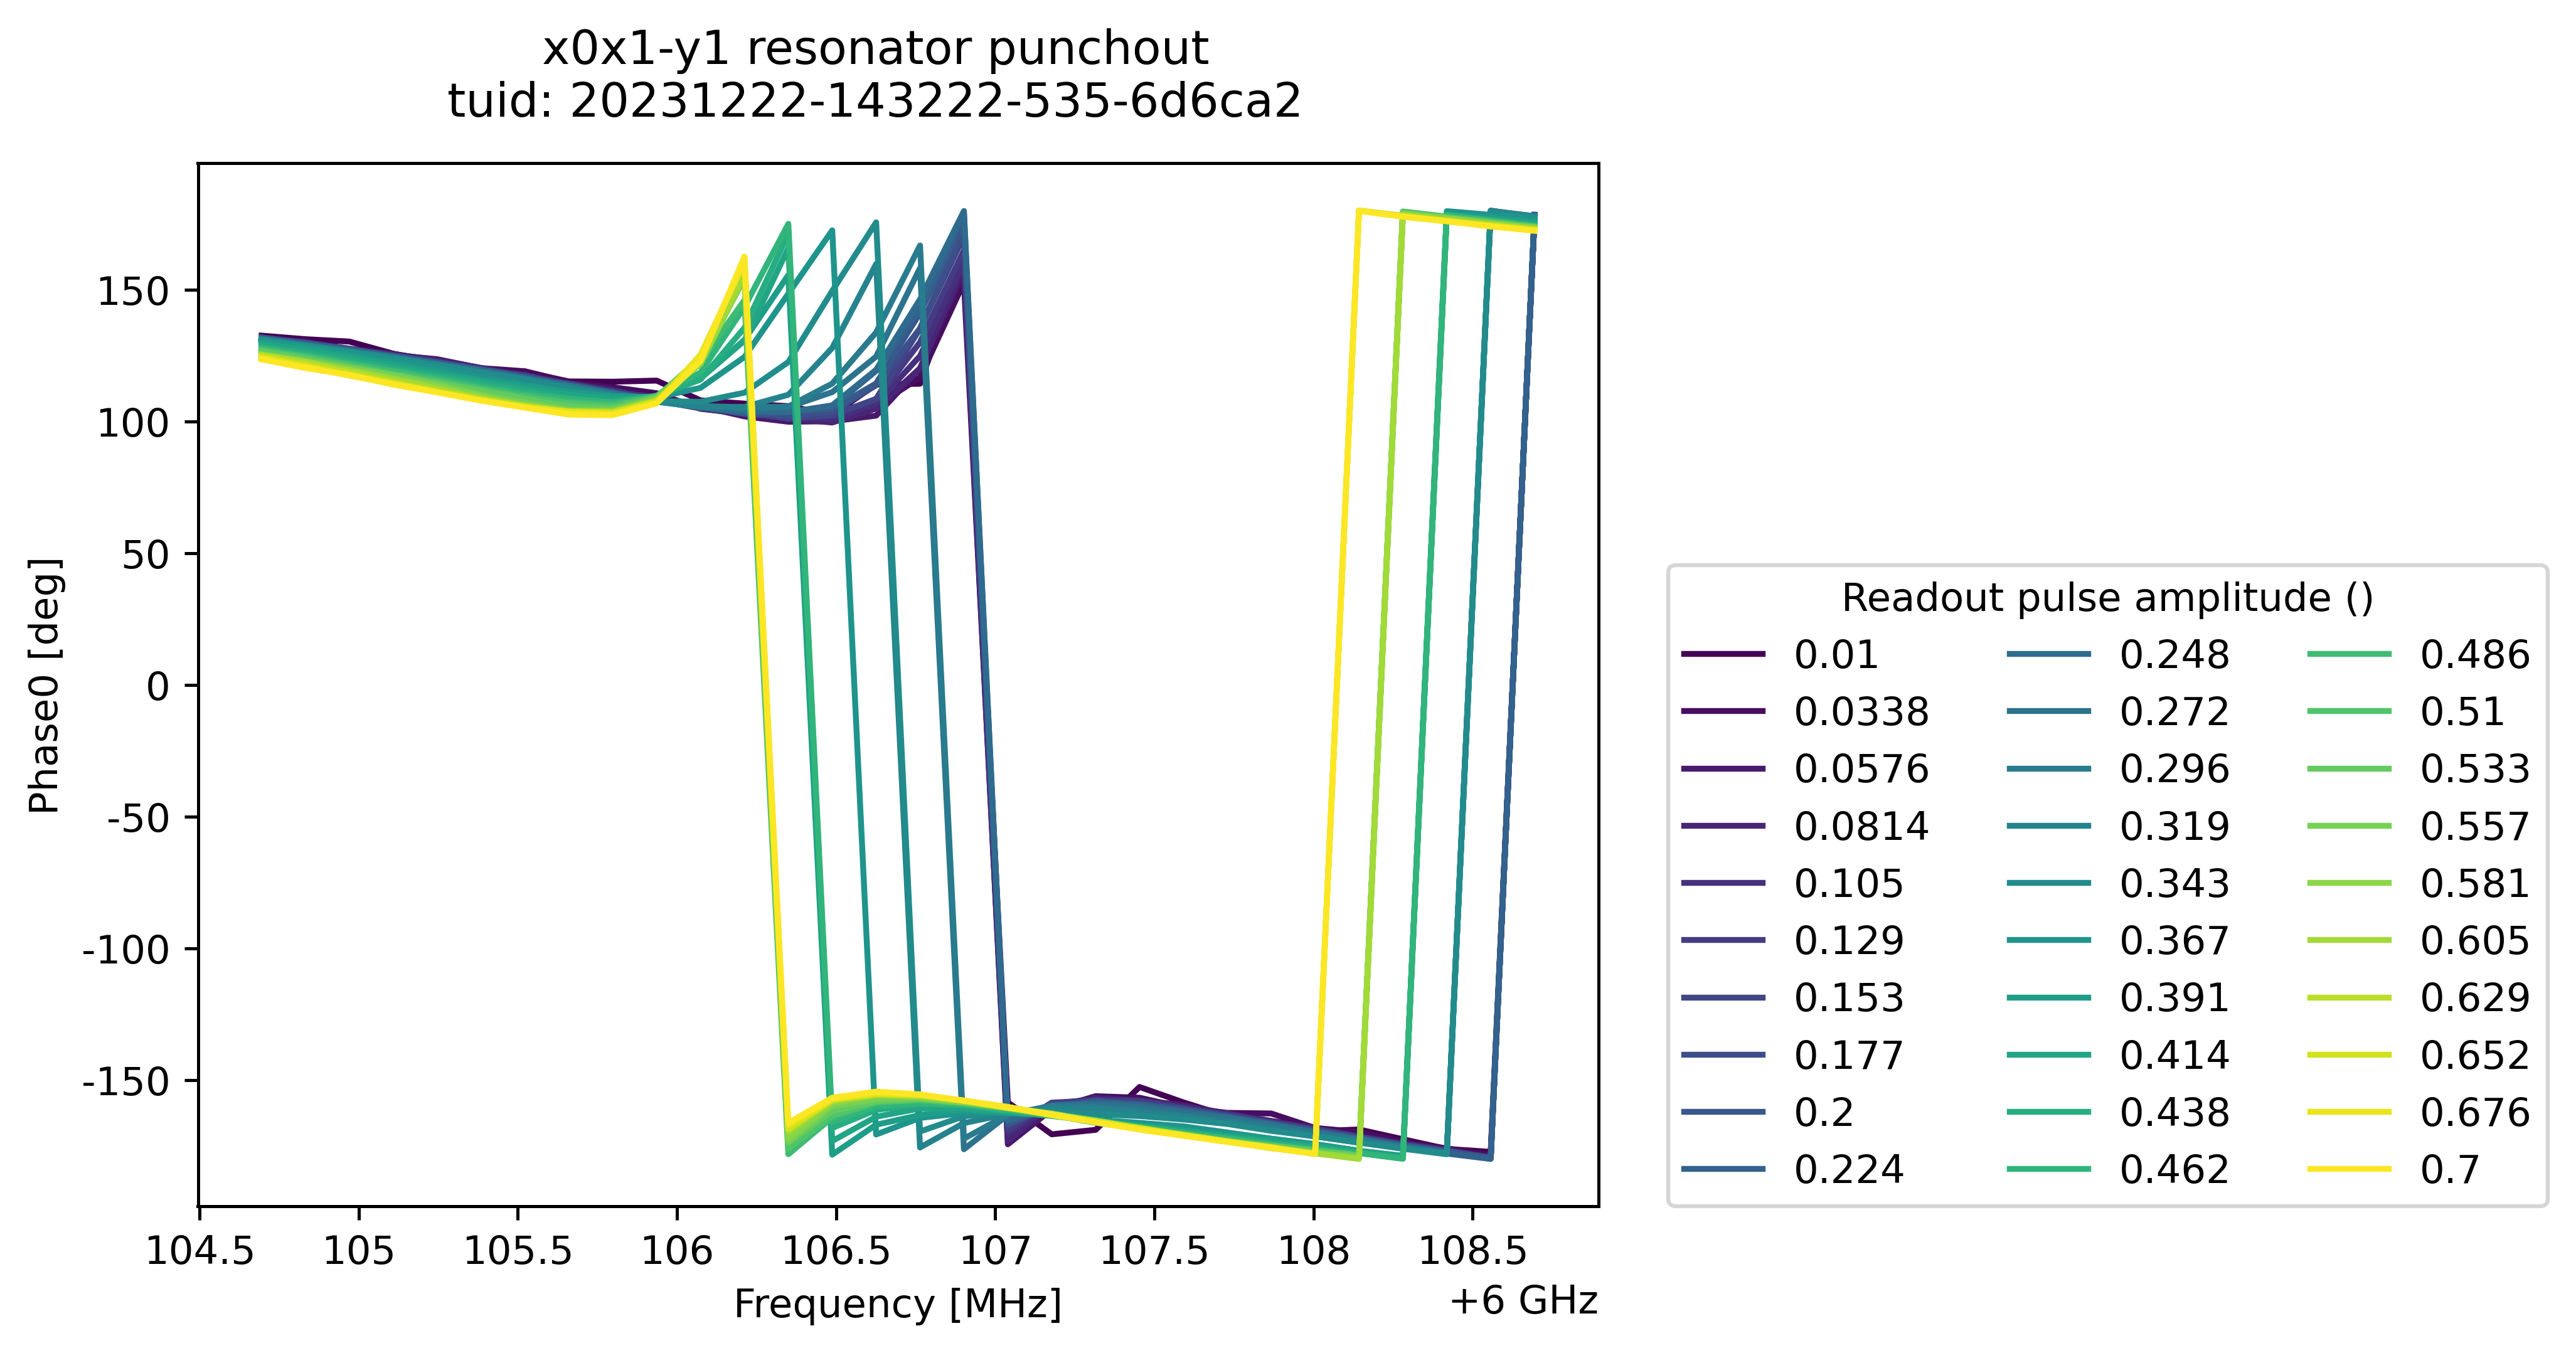 x0x1-y1 resonator punchout
tuid: 20231222-143222-535-6d6ca2
Phase0 [deg]
150
100
50
0
-50
-100
-150
104.5 105 105.5 106 106.5 107 107.5 108 108.5
Frequency [MHz]
+6 GHz
Readout pulse amplitude ()
0.01 0.248 0.486
0.0338 0.272 0.51
0.0576 0.296 0.533
0.0814 0.319 0.557
0.105 0.343 0.581
0.129 0.367 0.605
0.153 0.391 0.629
0.177 0.414 0.652
0.2 0.438 0.676
0.224 0.462 0.7